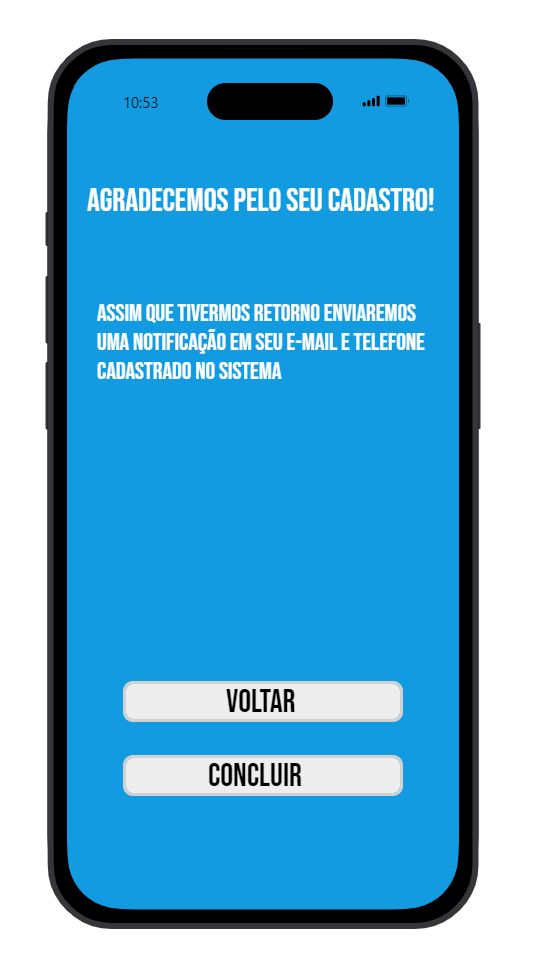 10:53
AGRADECEMOS PELO SEU CADASTRO!
ASSIM QUE TIVERMOS RETORNO ENVIAREMOS
UMA NOTIFICAÇÃO EM SEU E-MAIL E TELEFONE
CADASTRADO NO SISTEMA
VOLTAR
CONCLUIR